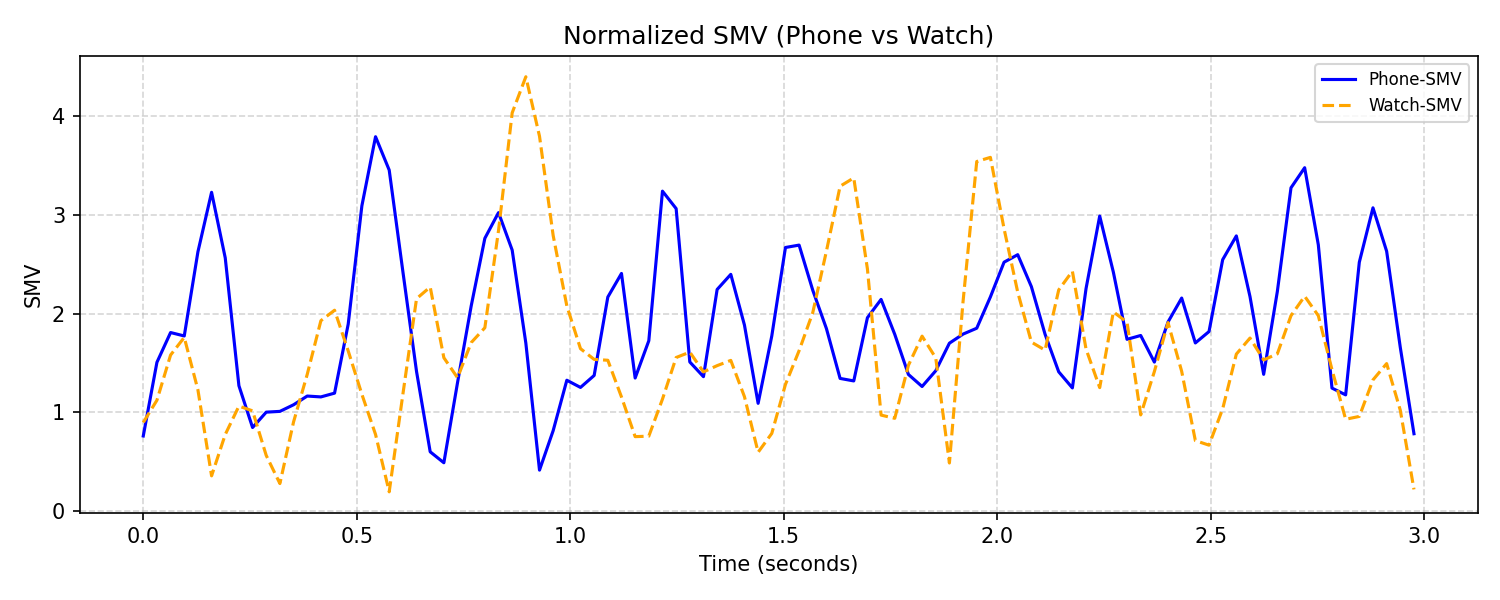 Normalized SMV (Phone vs Watch)
Phone-SMV
Watch-SMV
SMV
4
3
2
1
0
0.0 0.5 1.0 1.5 2.0 2.5 3.0
Time (seconds)